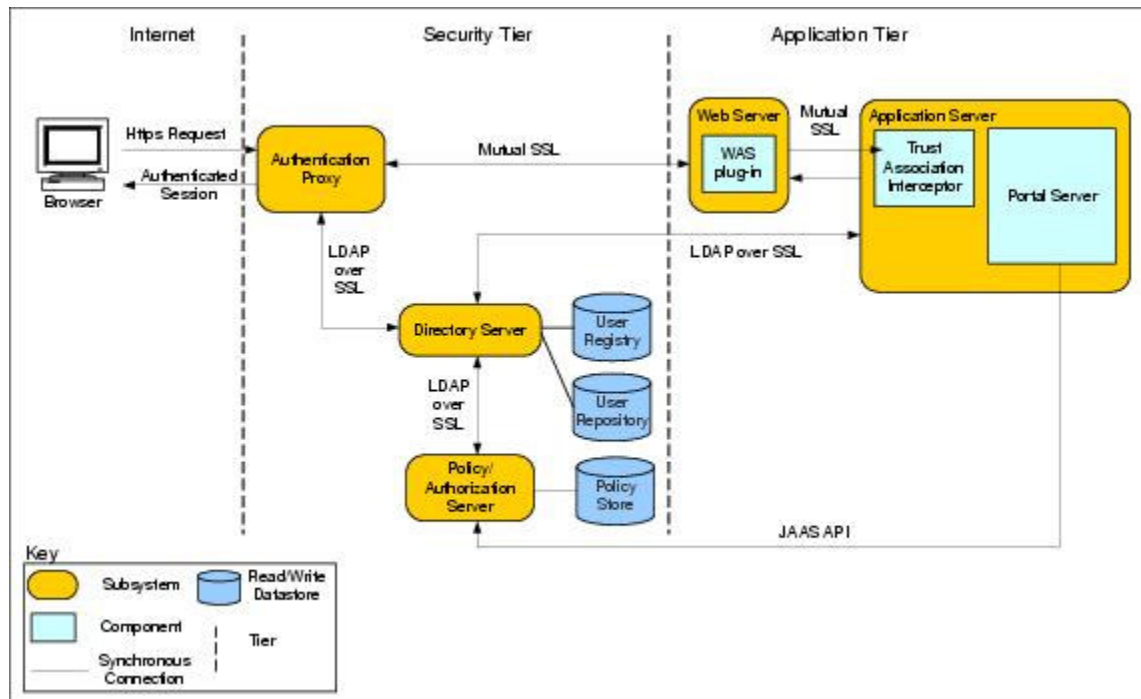 Internet
Security Tier
Application Tier
Browser
Https Request
Authenticated
Session
Authentication
Proxy
Mutual SSL
Web Server
WAS
plug-in
Mutual
SSL
Application Server
Trust
Association
Interceptor
Portal Server
LDAP
over
SSL
LDAP over SSL
Directory Server
User
Registry
User
Repository
LDAP
over
SSL
Policy/
Authorization
Server
Policy
Store
JAAS API
Key
Subsystem
Read/Write
Datastore
Component
Tier
Synchronous
Connection